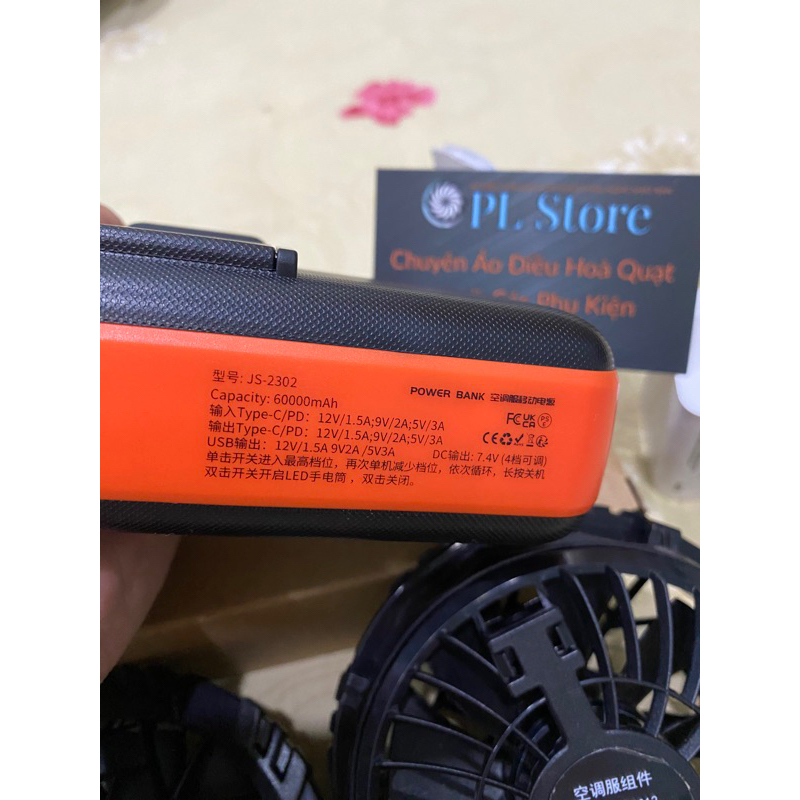 PL Store
Chuyên Áo Điều Hoà Quạt
Phụ Kiện
型号: JS-2302
POWER BANK 空调服移动电源
Capacity: 60000mAh
输入Type-C/PD: 12V/1.5A;9V/2A;5V/3A
输出Type-C/PD: 12V/1.5A;9V/2A;5V/3A
FC UK CA PS E
CE
USB输出: 12V/1.5A 9V2A /5V3A
DC输出: 7.4V (4档可调)
单击开关进入最高档位，再次单机减少档位，依次循环，长按关机
双击开关开启LED手电筒 ，双击关闭。
空调服组件